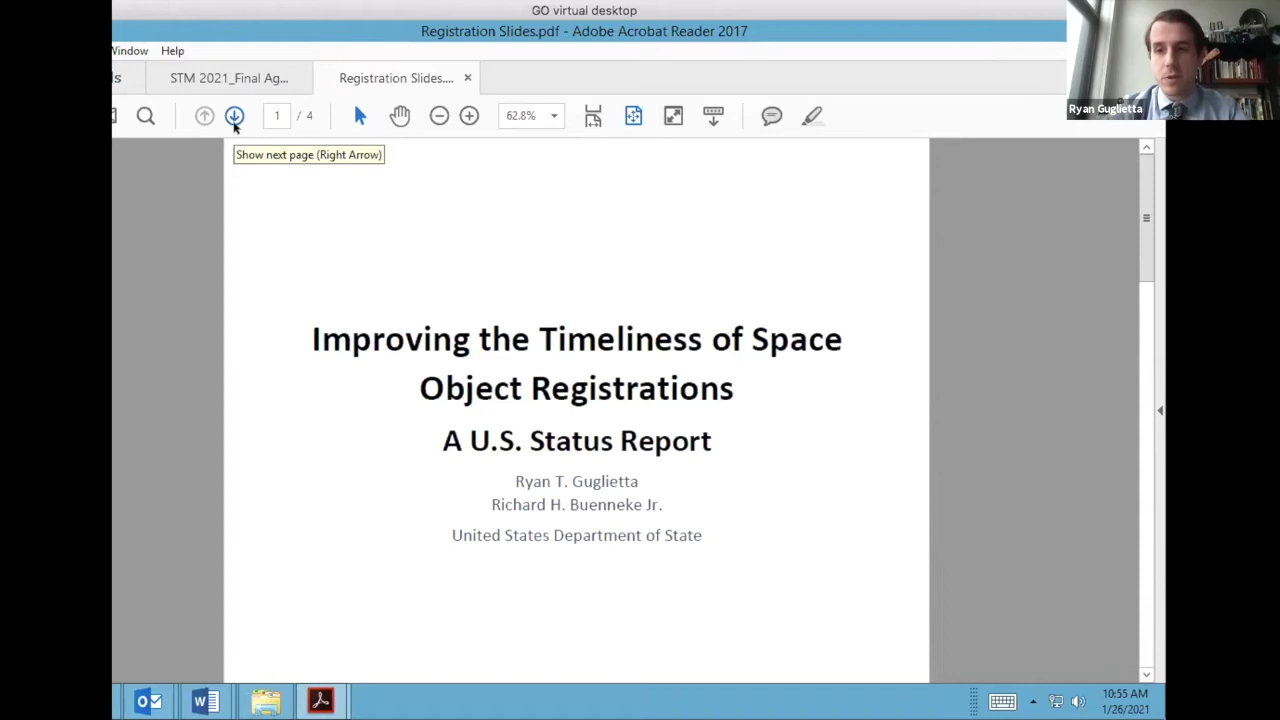 GO virtual desktop
Registration Slides.pdf - Adobe Acrobat Reader 2017
Window Help
ls
STM 2021_Final Ag...
Registration Slides....
1 / 4
62.8%
Ryan Guglietta
Show next page (Right Arrow)
Improving the Timeliness of Space
Object Registrations
A U.S. Status Report
Ryan T. Guglietta
Richard H. Buenneke Jr.
United States Department of State
10:55 AM
1/26/2021